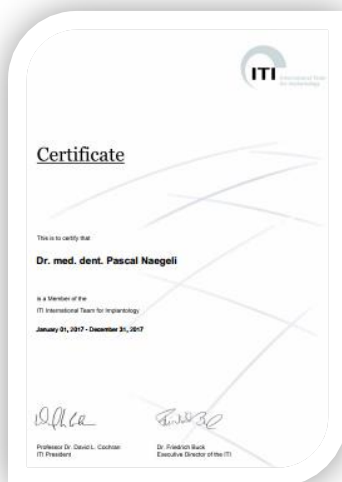 ITI
International Team
for Implantology
Certificate
This is to certify that
Dr. med. dent. Pascal Naegeli
is a Member of the
ITI International Team for Implantology
January 01, 2017 - December 31, 2017
Professor Dr. David L. Cochran
ITI President
Dr. Friedrich Buck
Executive Director of the ITI